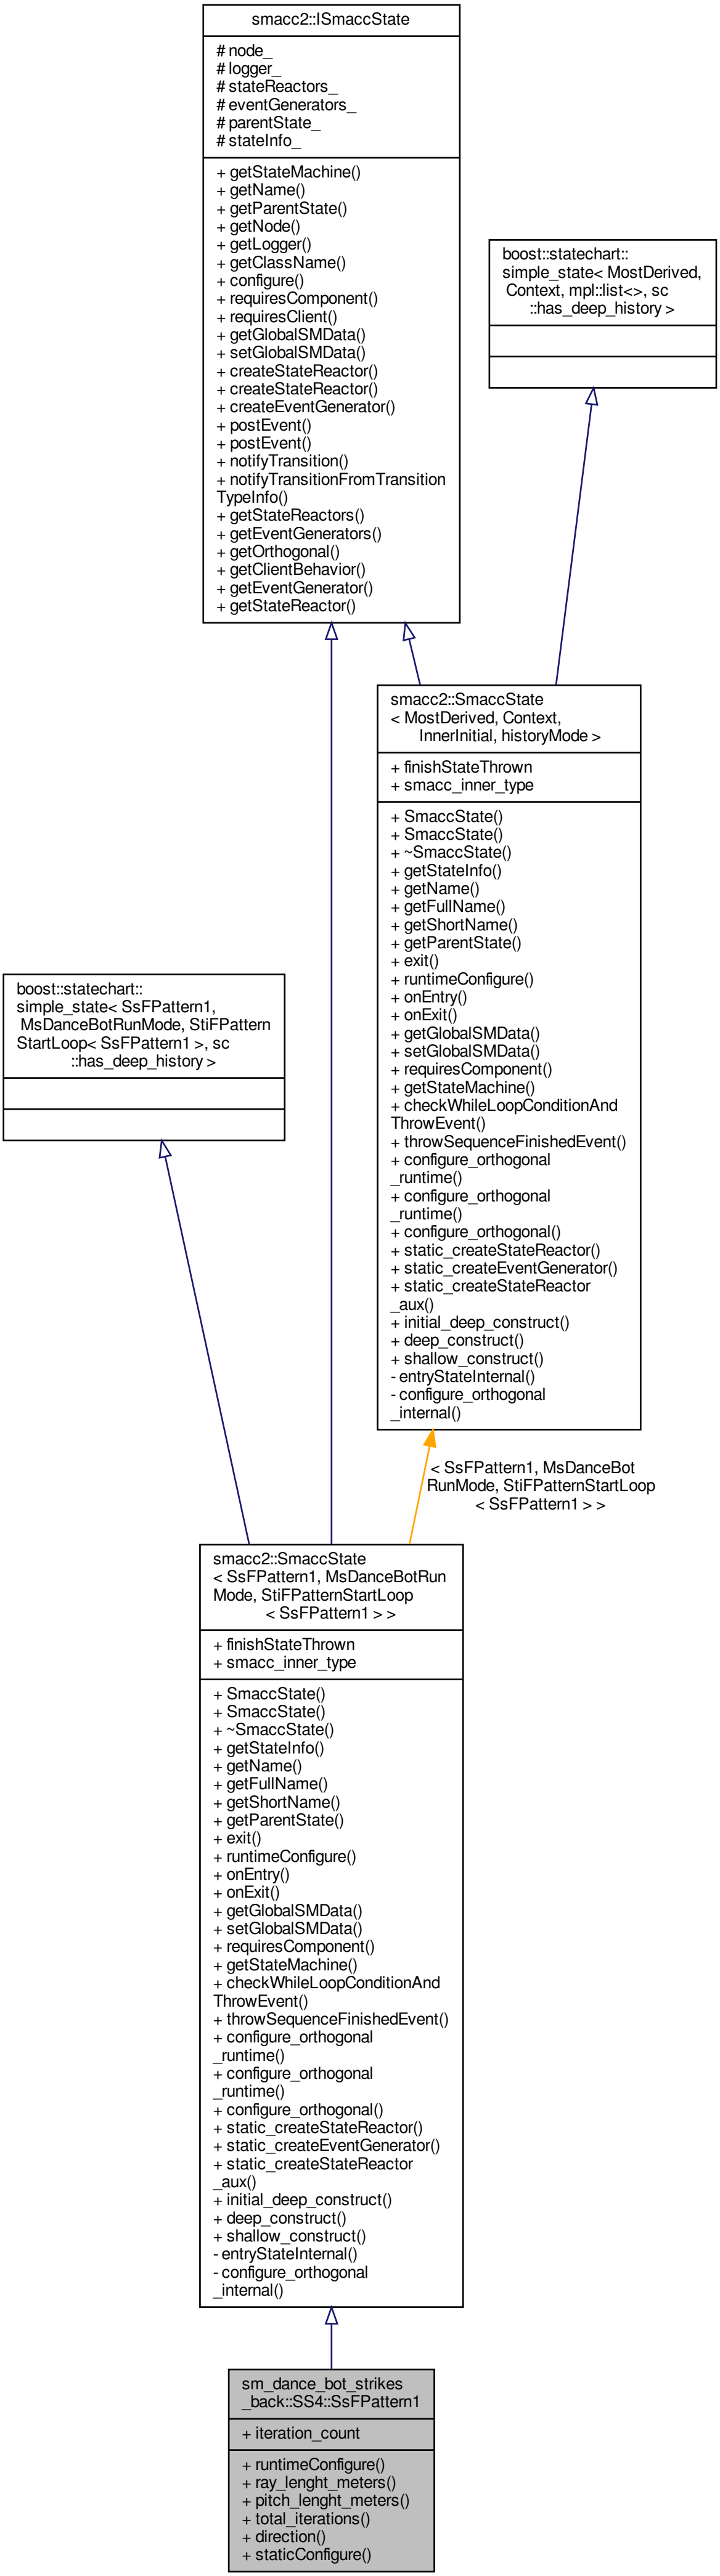 smacc2::ISmaccState
# node_
# logger_
# stateReactors_
# eventGenerators_
# parentState_
# stateInfo_
+ getStateMachine()
+ getName()
+ getParentState()
+ getNode()
+ getLogger()
+ getClassName()
+ configure()
+ requiresComponent()
+ requiresClient()
+ getGlobalSMData()
+ setGlobalSMData()
+ createStateReactor()
+ createStateReactor()
+ createEventGenerator()
+ postEvent()
+ postEvent()
+ notifyTransition()
+ notifyTransitionFromTransition
TypeInfo()
+ getStateReactors()
+ getEventGenerators()
+ getOrthogonal()
+ getClientBehavior()
+ getEventGenerator()
+ getStateReactor()
boost::statechart::
simple_state< MostDerived,
Context, mpl::list<>, sc
::has_deep_history >
smacc2::SmaccState
< MostDerived, Context,
InnerInitial, historyMode >
+ finishStateThrown
+ smacc_inner_type
+ SmaccState()
+ SmaccState()
+ ~SmaccState()
+ getStateInfo()
+ getName()
+ getFullName()
+ getShortName()
+ getParentState()
+ exit()
+ runtimeConfigure()
+ onEntry()
+ onExit()
+ getGlobalSMData()
+ setGlobalSMData()
+ requiresComponent()
+ getStateMachine()
+ checkWhileLoopConditionAnd
ThrowEvent()
+ throwSequenceFinishedEvent()
+ configure_orthogonal
_runtime()
+ configure_orthogonal
_runtime()
+ configure_orthogonal()
+ static_createStateReactor()
+ static_createEventGenerator()
+ static_createStateReactor
_aux()
+ initial_deep_construct()
+ deep_construct()
+ shallow_construct()
- entryStateInternal()
- configure_orthogonal
_internal()
boost::statechart::
simple_state< SsFPattern1,
MsDanceBotRunMode, StiFPattern
StartLoop< SsFPattern1 >, sc
::has_deep_history >
< SsFPattern1, MsDanceBot
RunMode, StiFPatternStartLoop
< SsFPattern1 > >
smacc2::SmaccState
< SsFPattern1, MsDanceBotRun
Mode, StiFPatternStartLoop
< SsFPattern1 > >
+ finishStateThrown
+ smacc_inner_type
+ SmaccState()
+ SmaccState()
+ ~SmaccState()
+ getStateInfo()
+ getName()
+ getFullName()
+ getShortName()
+ getParentState()
+ exit()
+ runtimeConfigure()
+ onEntry()
+ onExit()
+ getGlobalSMData()
+ setGlobalSMData()
+ requiresComponent()
+ getStateMachine()
+ checkWhileLoopConditionAnd
ThrowEvent()
+ throwSequenceFinishedEvent()
+ configure_orthogonal
_runtime()
+ configure_orthogonal
_runtime()
+ configure_orthogonal()
+ static_createStateReactor()
+ static_createEventGenerator()
+ static_createStateReactor
_aux()
+ initial_deep_construct()
+ deep_construct()
+ shallow_construct()
- entryStateInternal()
- configure_orthogonal
_internal()
sm_dance_bot_strikes
_back::SS4::SsFPattern1
+ iteration_count
+ runtimeConfigure()
+ ray_lenght_meters()
+ pitch_lenght_meters()
+ total_iterations()
+ direction()
+ staticConfigure()